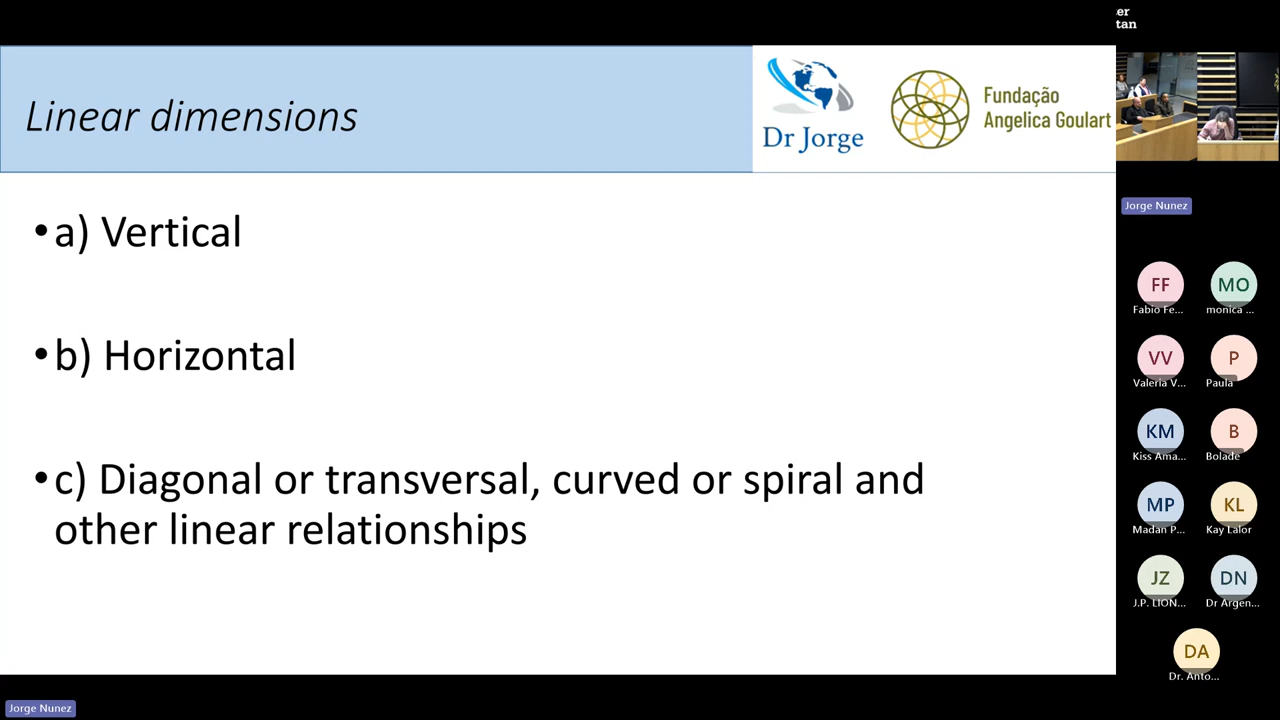 er
tan
Linear dimensions
Dr Jorge
Fundação
Angelica Goulart
•a) Vertical
•b) Horizontal
•c) Diagonal or transversal, curved or spiral and
other linear relationships
Jorge Nunez
FF
Fabio Fe...
MO
monica ...
VV
Valeria V...
P
Paula
KM
Kiss Ama...
B
Bolade
MP
Madan P...
KL
Kay Lalor
JZ
J.P. LION...
DN
Dr Argen...
DA
Dr. Anto...
Jorge Nunez